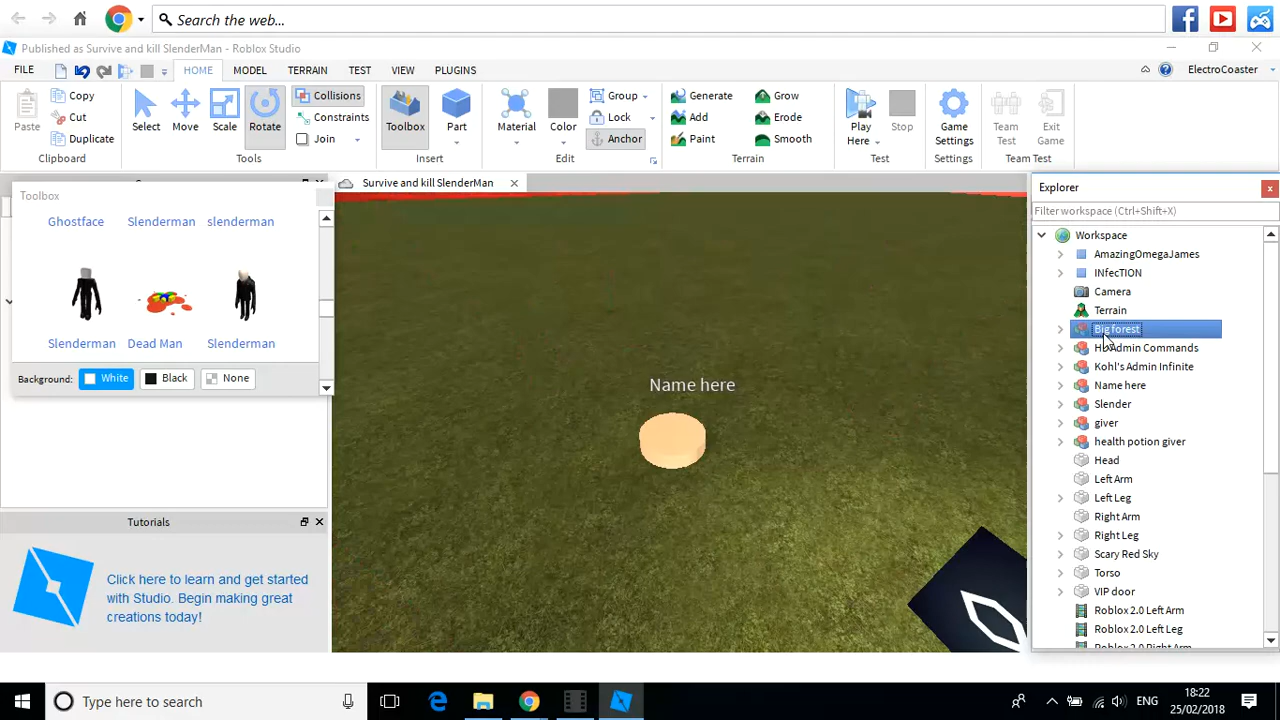 Search the web...
Published as Survive and kill SlenderMan - Roblox Studio
FILE HOME MODEL TERRAIN TEST VIEW PLUGINS ElectroCoaster
Paste Copy Cut Duplicate
Clipboard
Select Move Scale Rotate
Collisions
Constraints
Join
Tools
Toolbox Part
Insert
Material Color Group Lock Anchor
Edit
Generate Add Paint Grow Erode Smooth
Terrain
Play Here Stop
Test
Game Settings
Settings
Team Test Exit Game
Team Test
Toolbox
Ghostface Slenderman slenderman
Slenderman Dead Man Slenderman
Background: White Black None
Tutorials
Click here to learn and get started
with Studio. Begin making great
creations today!
Survive and kill SlenderMan
Name here
Explorer
Filter workspace (Ctrl+Shift+X)
Workspace
AmazingOmegaJames
INfecTION
Camera
Terrain
Big forest
Admin Commands
Kohl's Admin Infinite
Name here
Slender
giver
health potion giver
Head
Left Arm
Left Leg
Right Arm
Right Leg
Scary Red Sky
Torso
VIP door
Roblox 2.0 Left Arm
Roblox 2.0 Left Leg
Roblox 2.0 Right Arm
Type here to search
ENG
18:22
25/02/2018